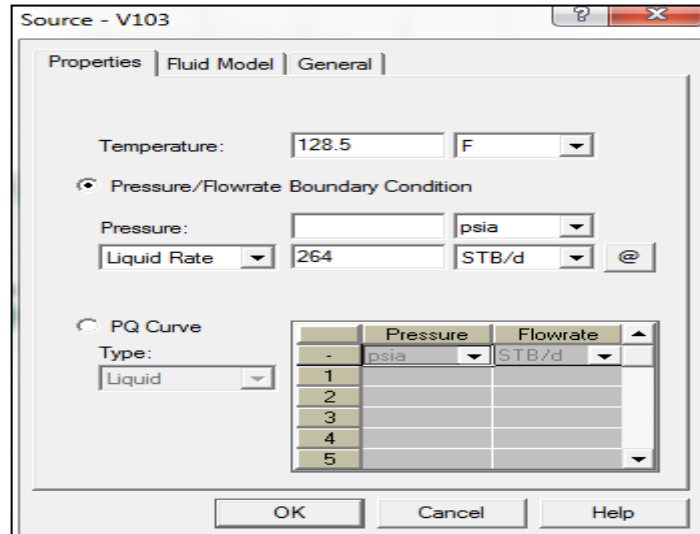 Source - V103
?
x
Properties Fluid Model General
Temperature: 128.5 F
Pressure/Flowrate Boundary Condition
Pressure: psia
Liquid Rate 264 STB/d @
PQ Curve
Type:
Liquid
Pressure Flowrate
- psia STB/d
1
2
3
4
5
OK Cancel Help